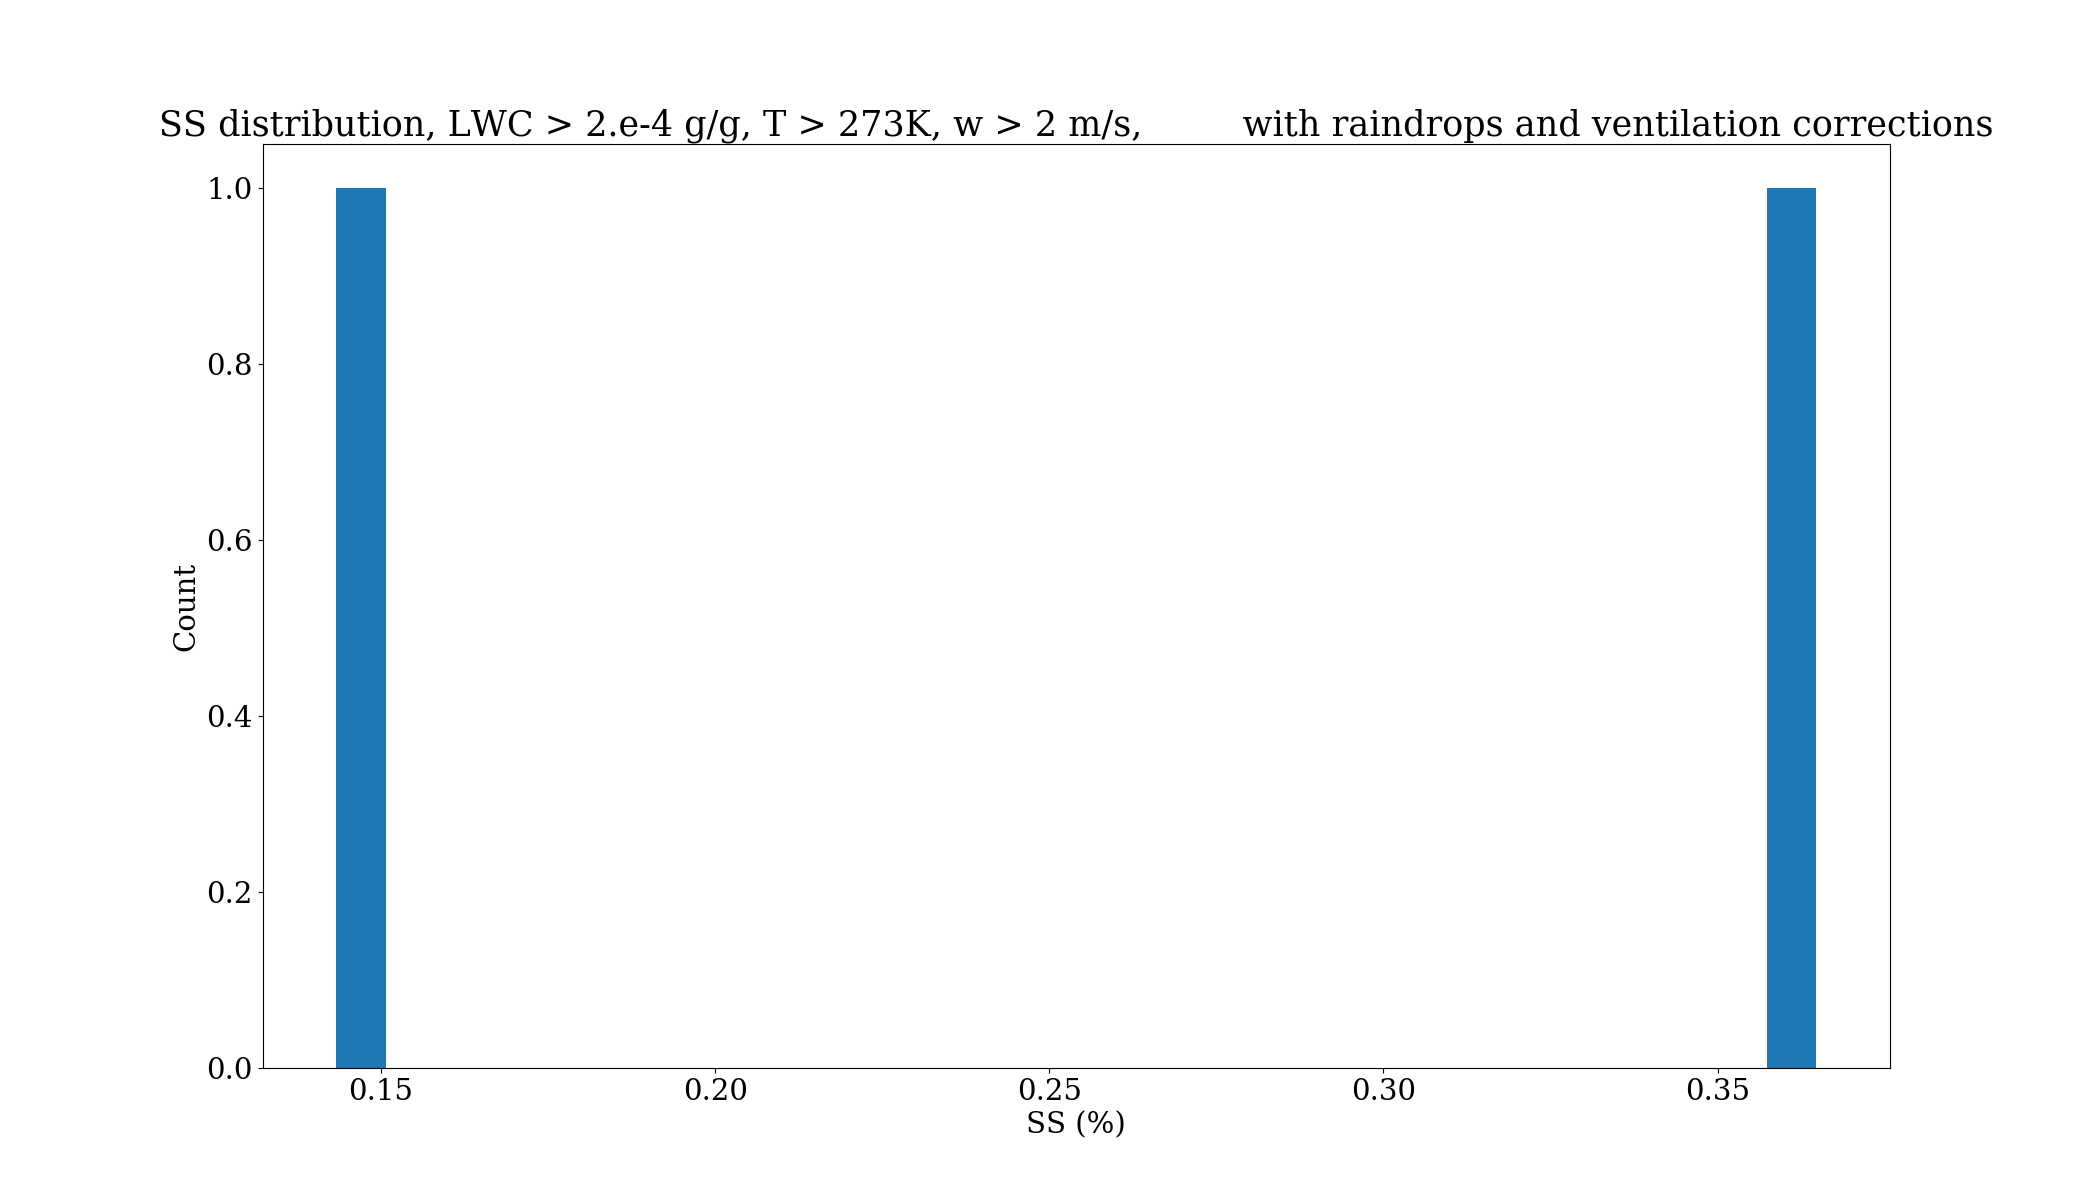 SS distribution, LWC > 2.e-4 g/g, T > 273K, w > 2 m/s,         with raindrops and ventilation corrections
1.0
0.8
0.6
0.4
0.2
0.0
Count
0.15 0.20 0.25 0.30 0.35
SS (%)